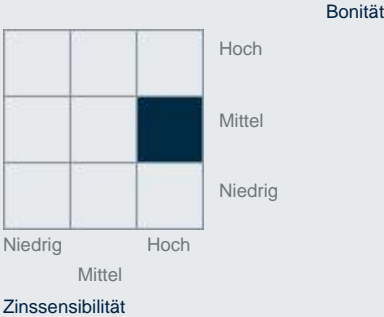 Bonität
Hoch
Mittel
Niedrig
Niedrig Hoch
Mittel
Zinssensibilität